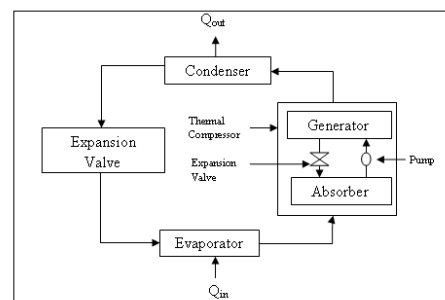 Qout
Condenser
Thermal
Compressor
Generator
Expansion
Valve
Expansion
Valve
Pump
Absorber
Evaporator
Qin